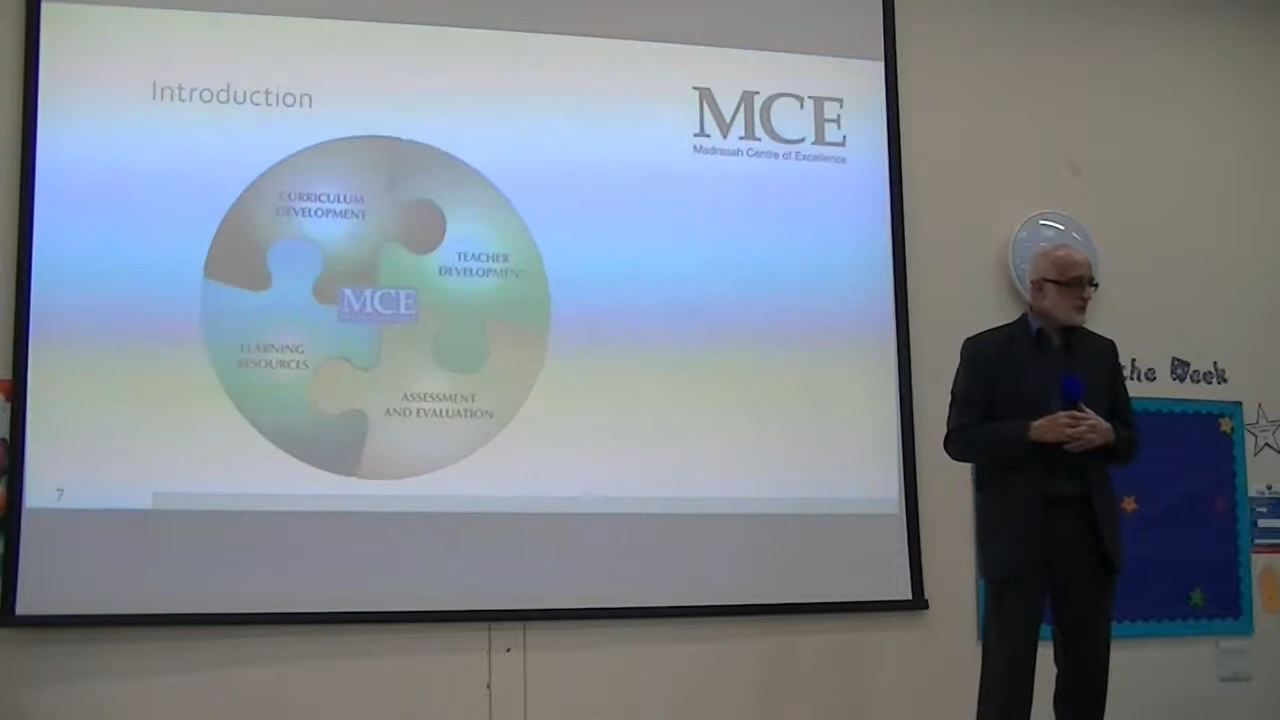 Introduction
MCE
Madrasah Centre of Excellence
CURRICULUM
DEVELOPMENT
TEACHER
DEVELOPMENT
MCE
LEARNING
RESOURCES
ASSESSMENT
AND EVALUATION
7
the Week